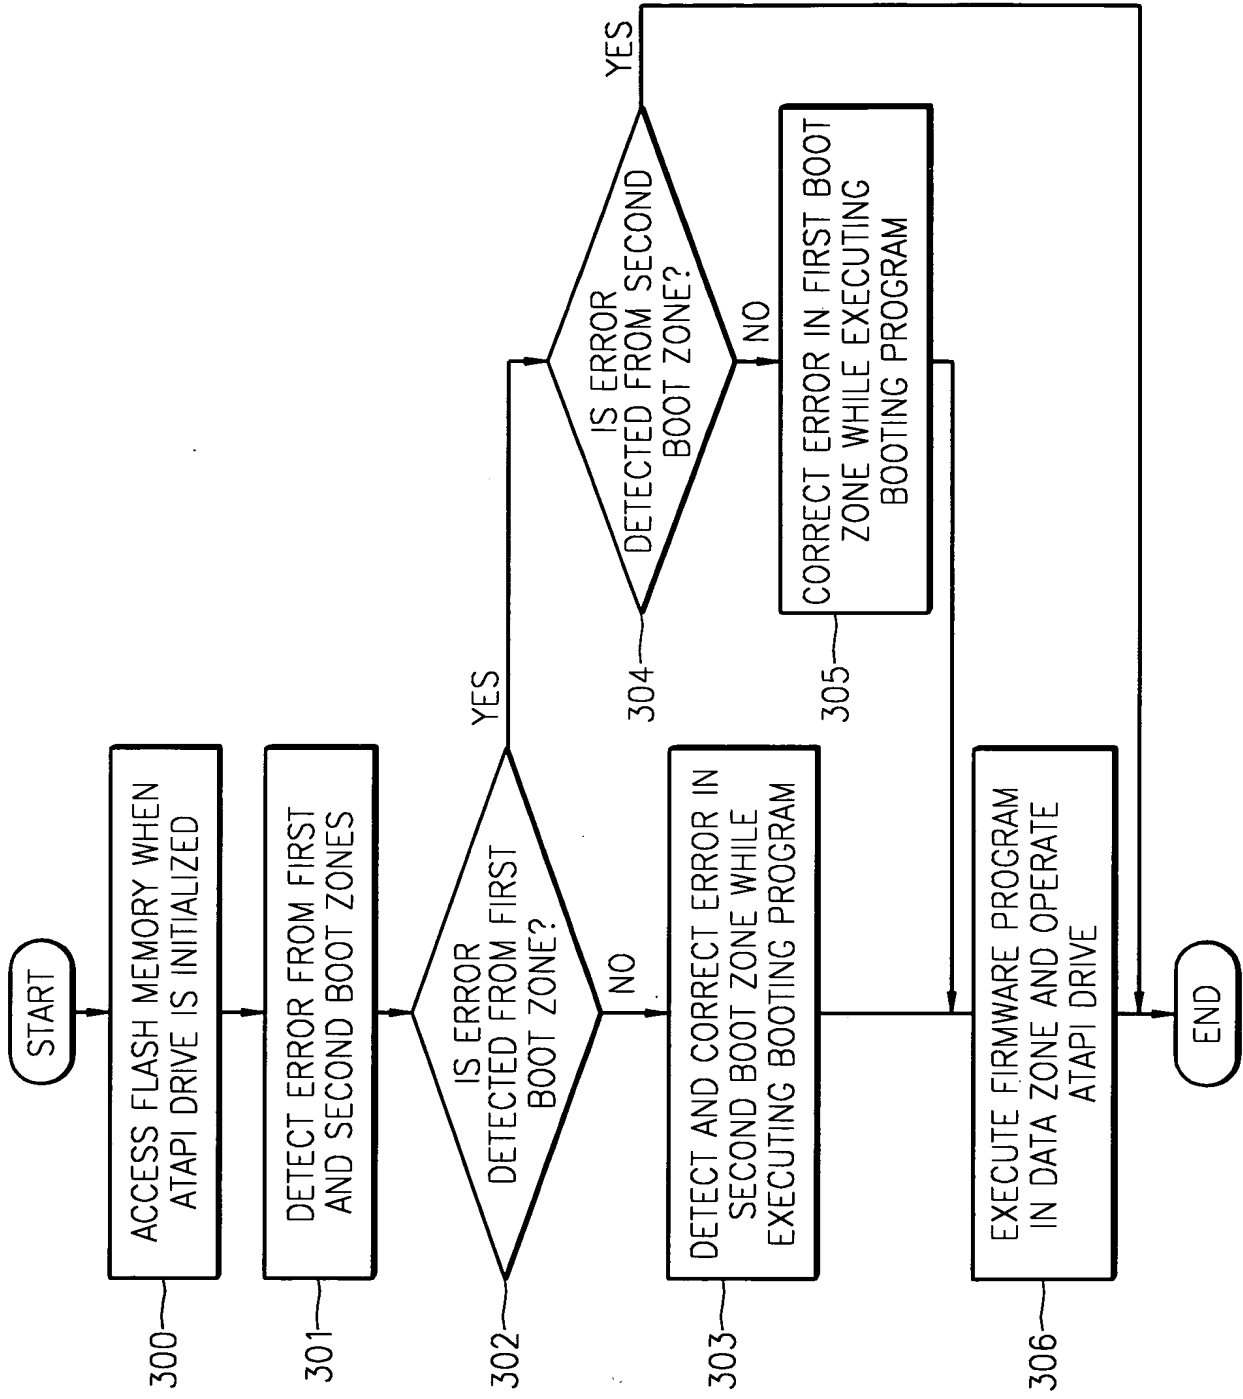 START
300
ACCESS FLASH MEMORY WHEN
ATAPI DRIVE IS INITIALIZED
301
DETECT ERROR FROM FIRST
AND SECOND BOOT ZONES
302
IS ERROR
DETECTED FROM FIRST
BOOT ZONE?
YES
NO
304
IS ERROR
DETECTED FROM SECOND
BOOT ZONE?
YES
NO
303
DETECT AND CORRECT ERROR IN
SECOND BOOT ZONE WHILE
EXECUTING BOOTING PROGRAM
305
CORRECT ERROR IN FIRST BOOT
ZONE WHILE EXECUTING
BOOTING PROGRAM
306
EXECUTE FIRMWARE PROGRAM
IN DATA ZONE AND OPERATE
ATAPI DRIVE
END